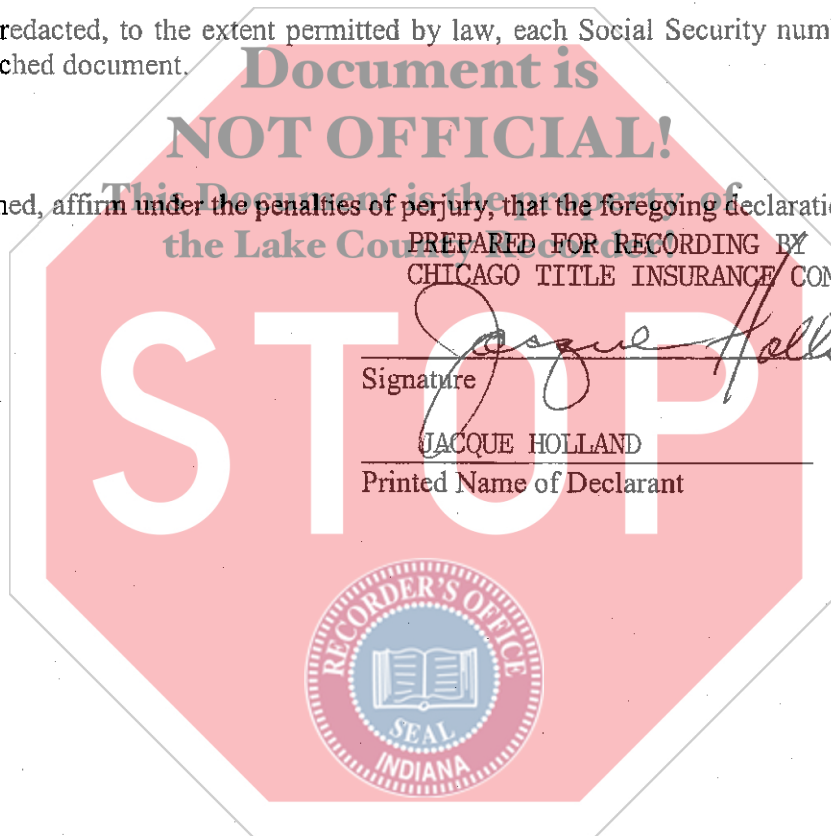 redacted, to the extent permitted by law, each Social Security num
ched document.
Document is
NOT OFFICIAL!
This Document is the property of
the Lake County Recorder!
ned, affirm under the penalties of perjury, that the foregoing declaratio
PREPARED FOR RECORDING BY
CHICAGO TITLE INSURANCE COM
Jacque Holl
Signature
JACQUE HOLLAND
Printed Name of Declarant
STOP
RECORDER'S OFFICE
SEAL
INDIANA